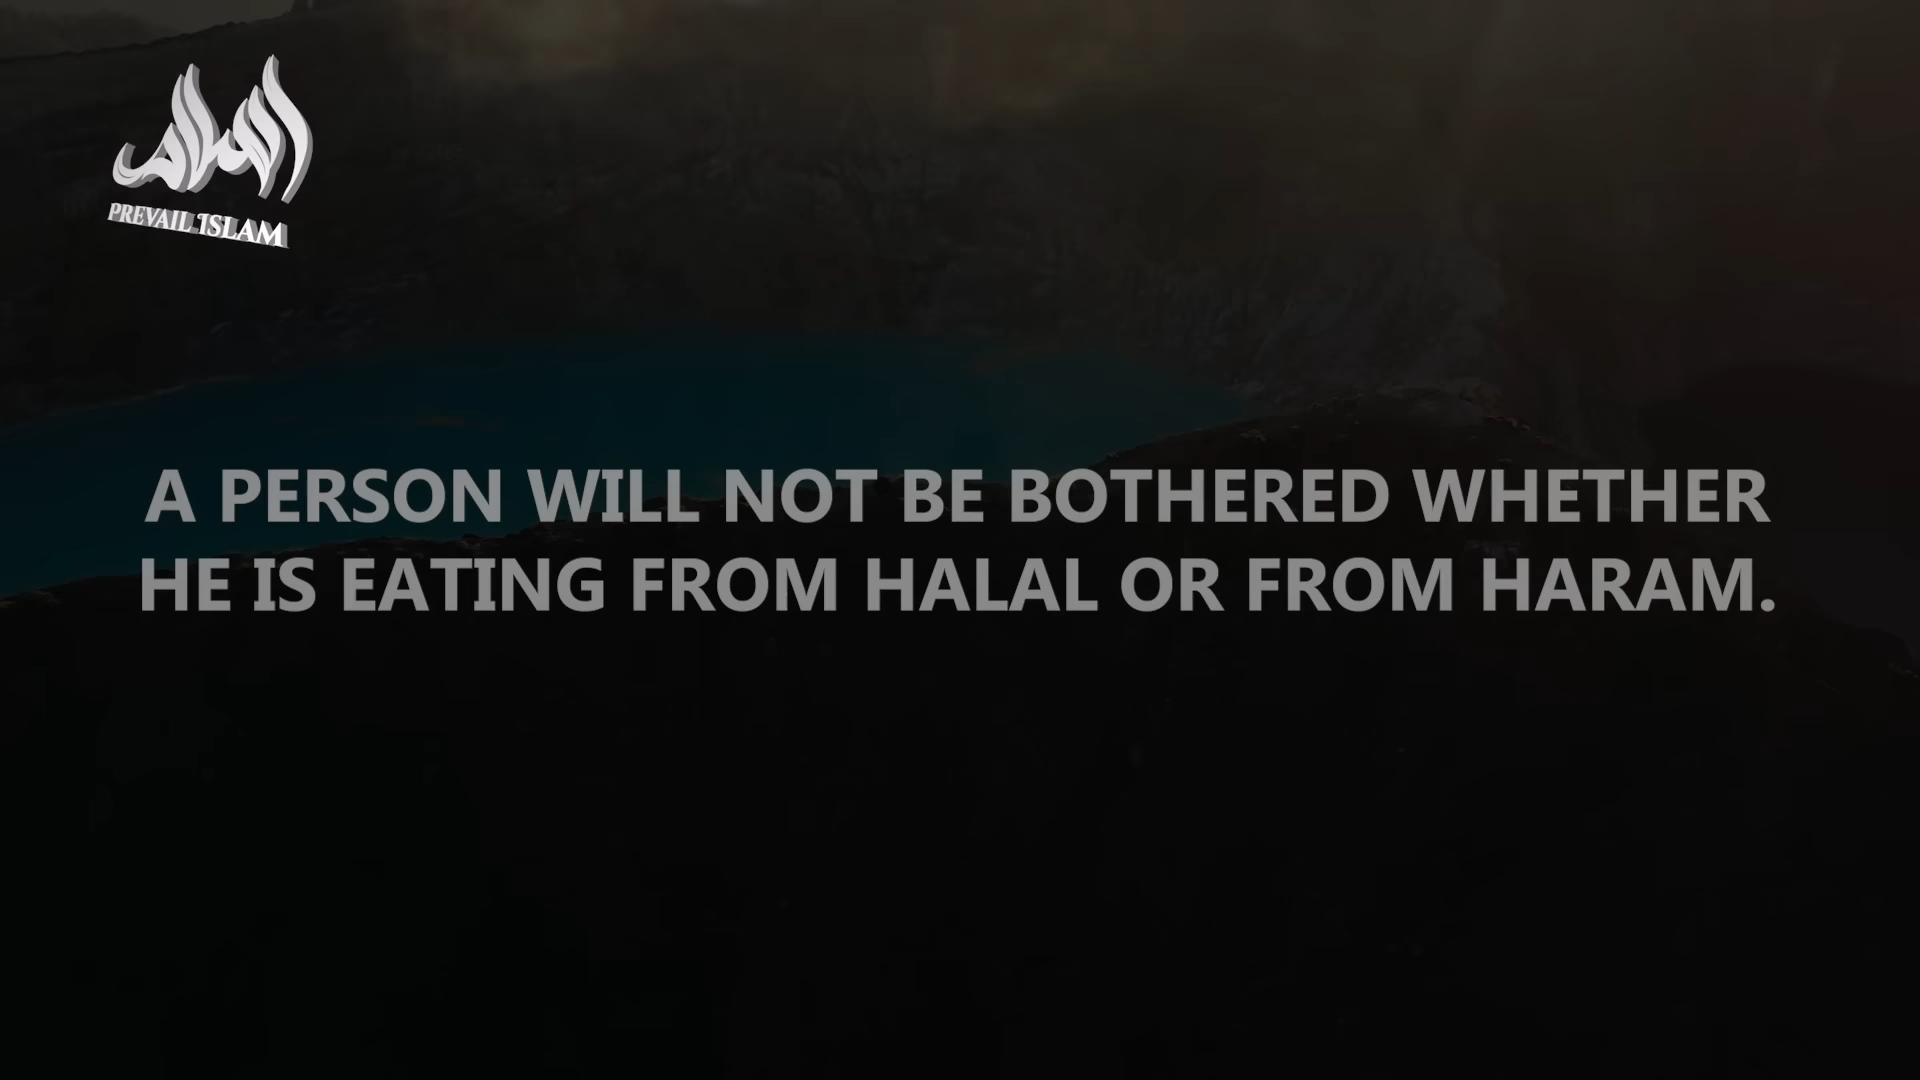 PREVAIL ISLAM
A PERSON WILL NOT BE BOTHERED WHETHER
HE IS EATING FROM HALAL OR FROM HARAM.